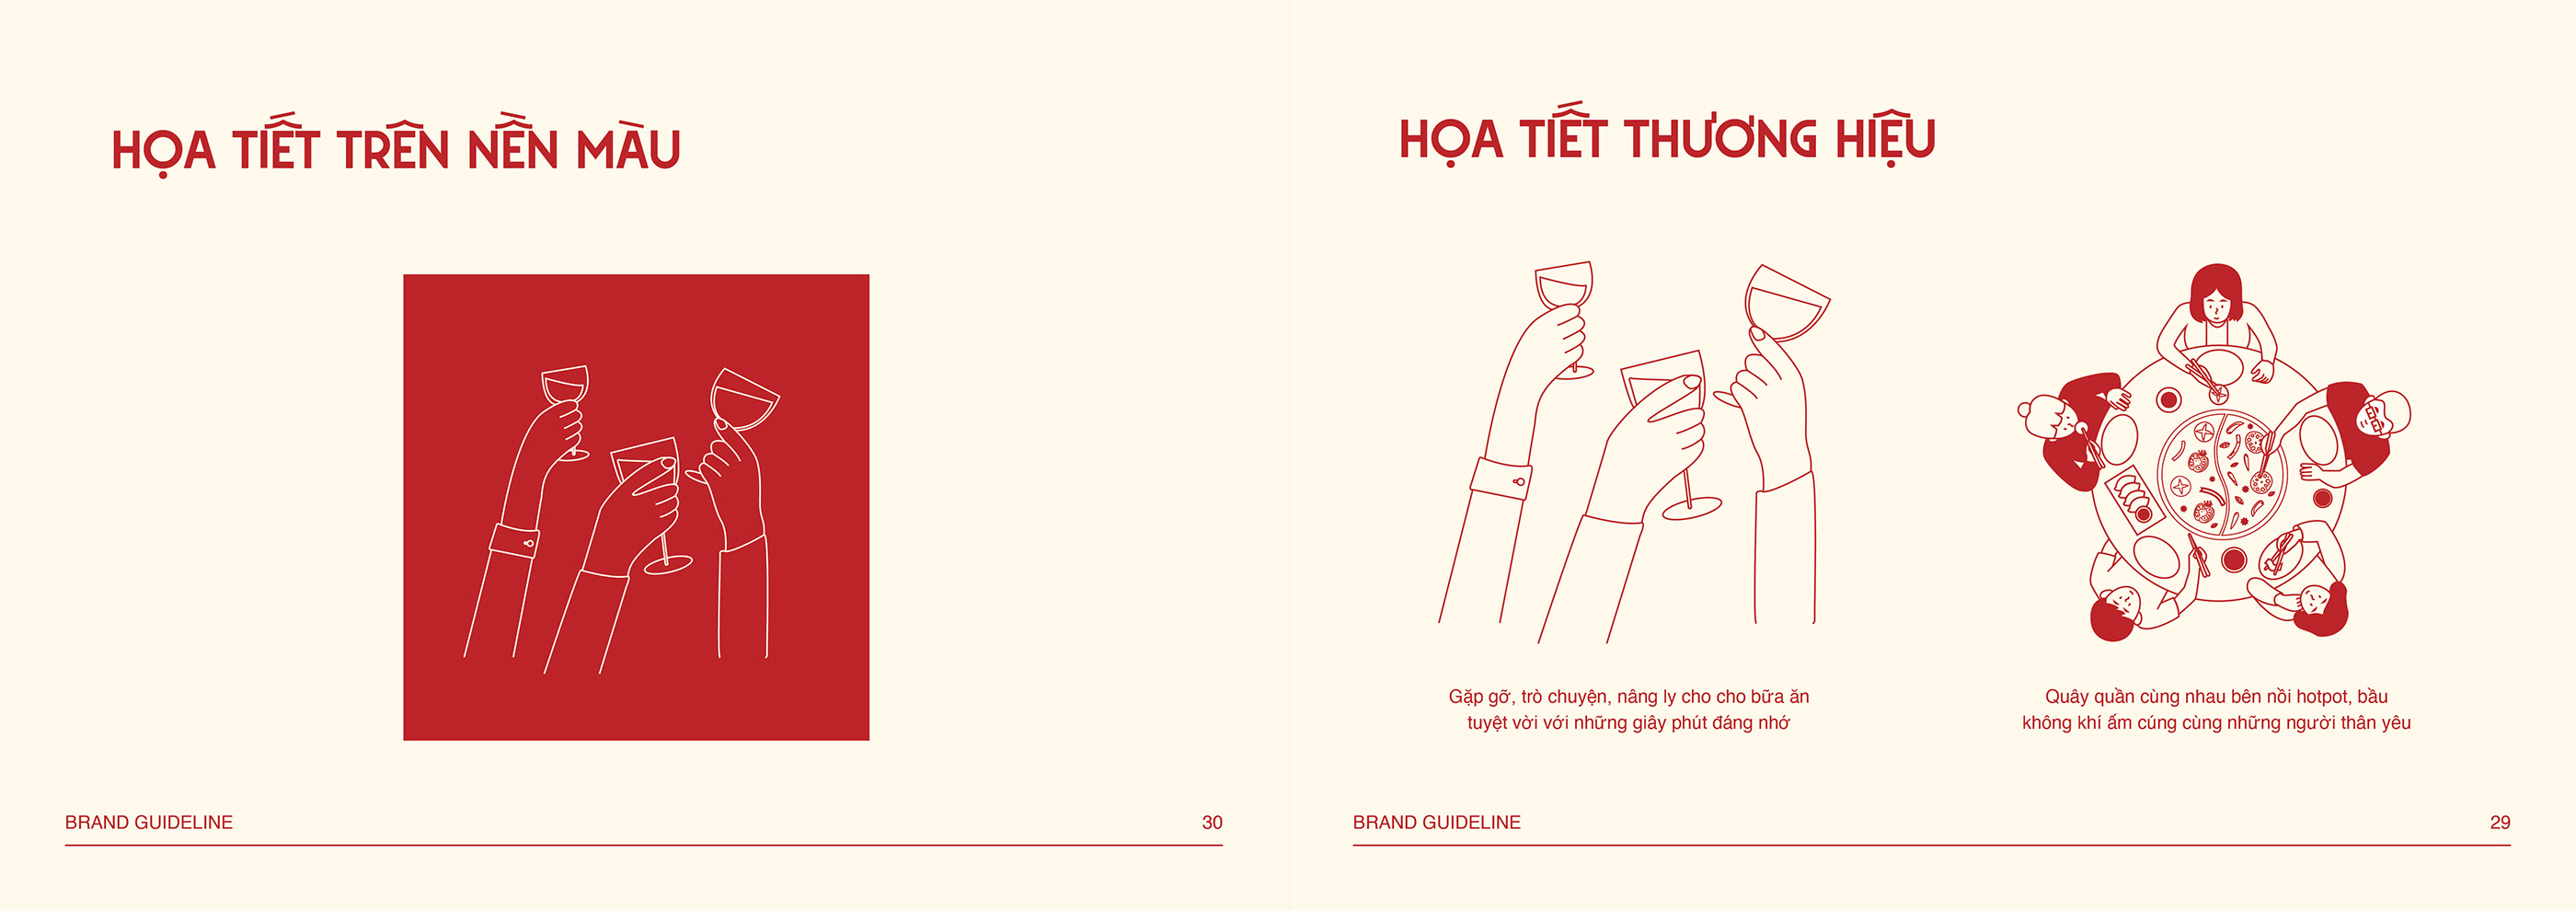 HỌA TIẾT TRÊN NỀN MÀU
BRAND GUIDELINE
30
HỌA TIẾT THƯƠNG HIỆU
Gặp gỡ, trò chuyện, nâng ly cho cho bữa ăn
tuyệt vời với những giây phút đáng nhớ
Quây quần cùng nhau bên nồi hotpot, bầu
không khí ấm cúng cùng những người thân yêu
BRAND GUIDELINE
29